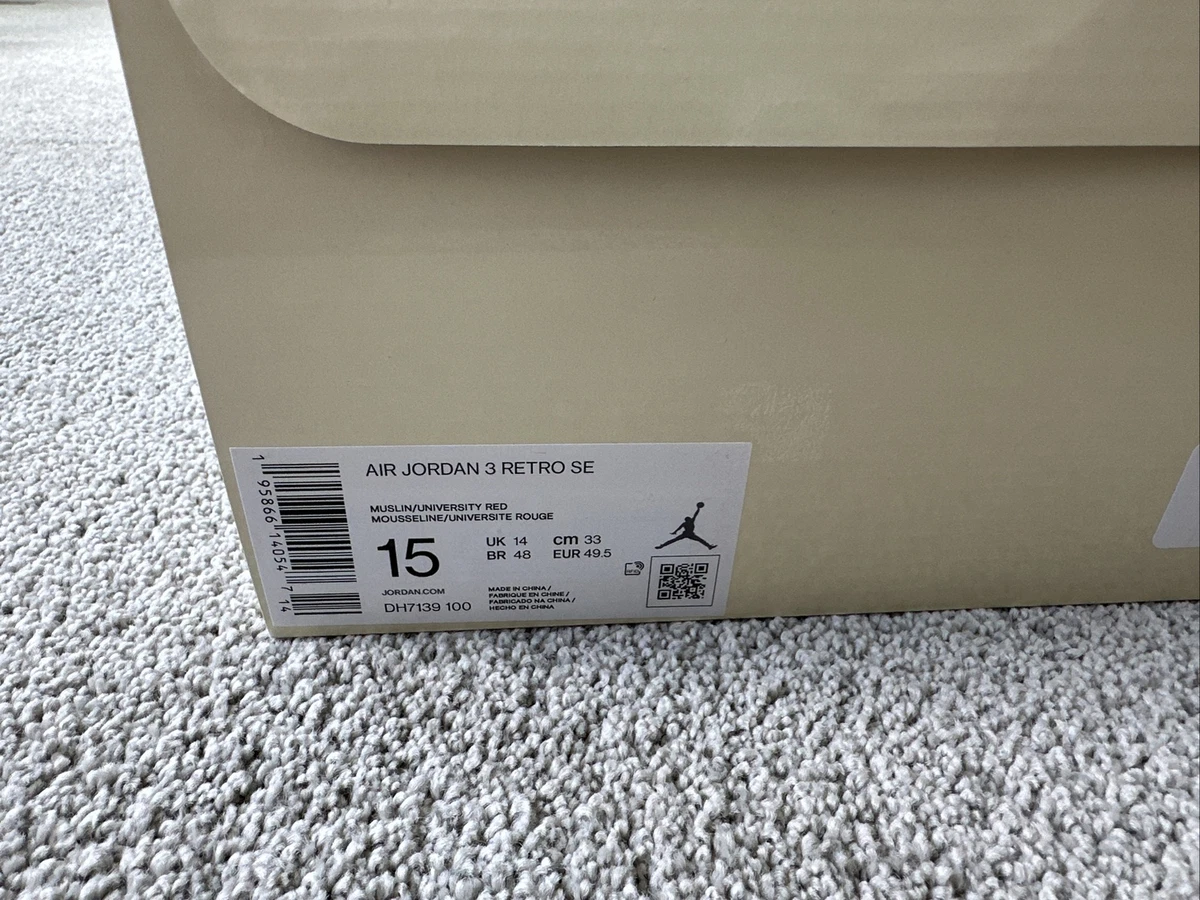 AIR JORDAN 3 RETRO SE
MUSLIN/UNIVERSITY RED
MOUSSELINE/UNIVERSITE ROUGE
15
UK 14 cm 33
BR 48 EUR 49.5
JORDAN.COM
DH7139 100
MADE IN CHINA /
FABRIQUE EN CHINE /
FABRICADO NA CHINA /
HECHO EN CHINA
1 95866 14054 7 14